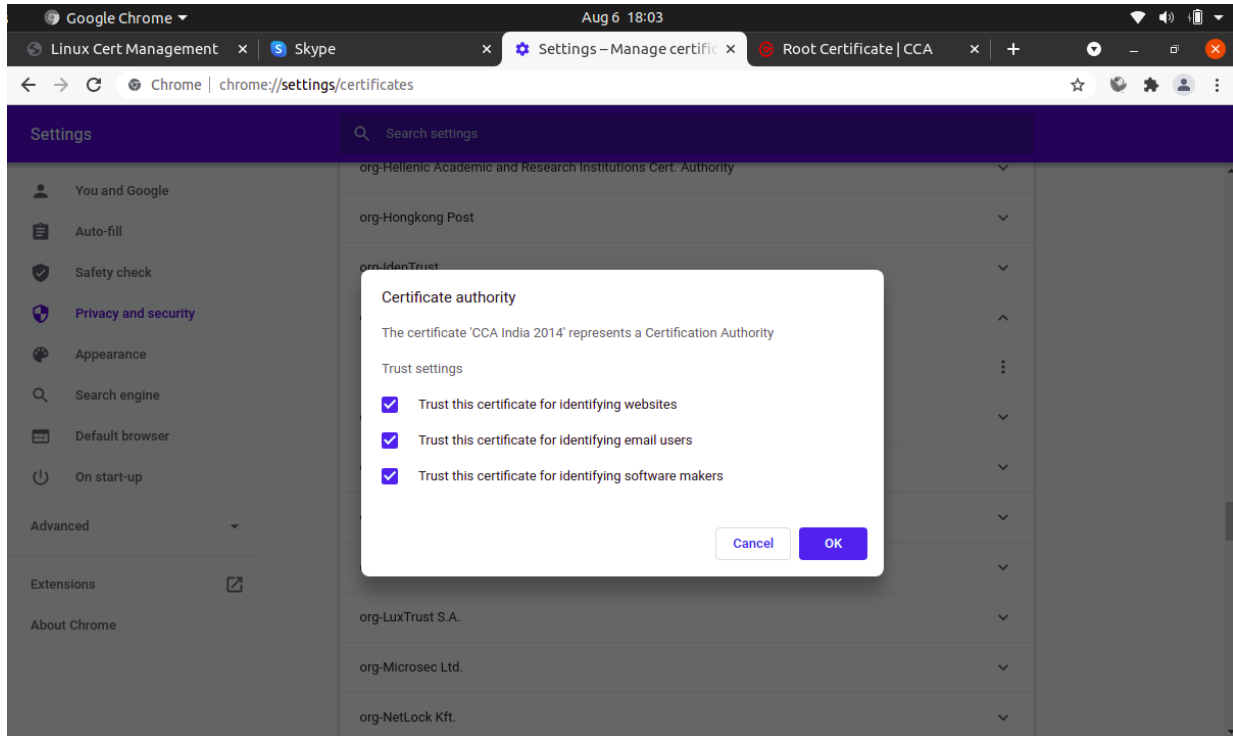 Google Chrome
Aug 6 18:03
Linux Cert Management
Skype
Settings – Manage certific
Root Certificate | CCA
Chrome | chrome://settings/certificates
Settings
Search settings
You and Google
Auto-fill
Safety check
Privacy and security
Appearance
Search engine
Default browser
On start-up
Advanced
Extensions
About Chrome
org-Hellenic Academic and Research Institutions Cert. Authority
org-Hongkong Post
org-IdenTrust
Certificate authority
The certificate 'CCA India 2014' represents a Certification Authority
Trust settings
Trust this certificate for identifying websites
Trust this certificate for identifying email users
Trust this certificate for identifying software makers
Cancel
OK
org-LuxTrust S.A.
org-Microsec Ltd.
org-NetLock Kft.